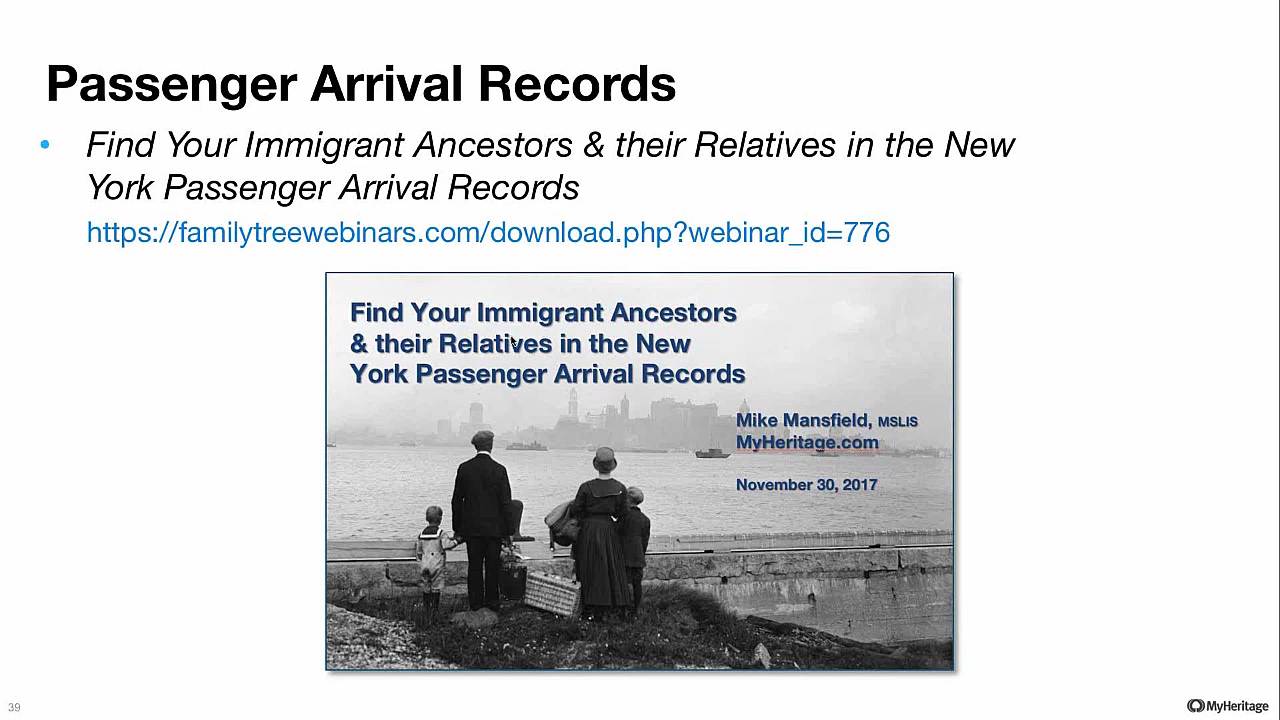 Passenger Arrival Records
• Find Your Immigrant Ancestors & their Relatives in the New
York Passenger Arrival Records
https://familytreewebinars.com/download.php?webinar_id=776
Find Your Immigrant Ancestors
& their Relatives in the New
York Passenger Arrival Records
Mike Mansfield, MSLIS
MyHeritage.com
November 30, 2017
39
MyHeritage